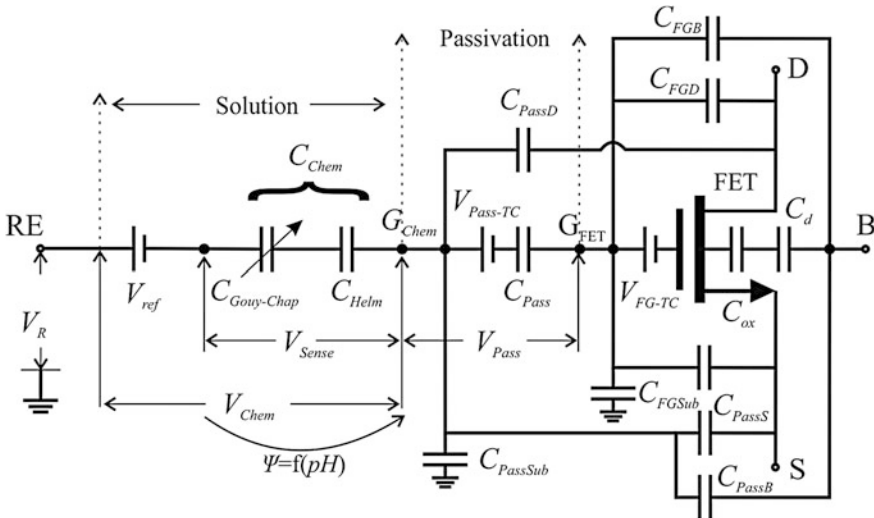 C_FGB
Passivation
D
C_FGD
Solution
C_PassD
C_Chem
FET
V_Pass-TC
C_d
RE
G_Chem
G_FET
B
V_ref
C_Gouy-Chap
C_Helm
C_Pass
V_FG-TC
C_ox
V_R
V_Sense
V_Pass
V_Chem
C_FGSub
C_PassS
Ψ=f(pH)
C_PassSub
S
C_PassB